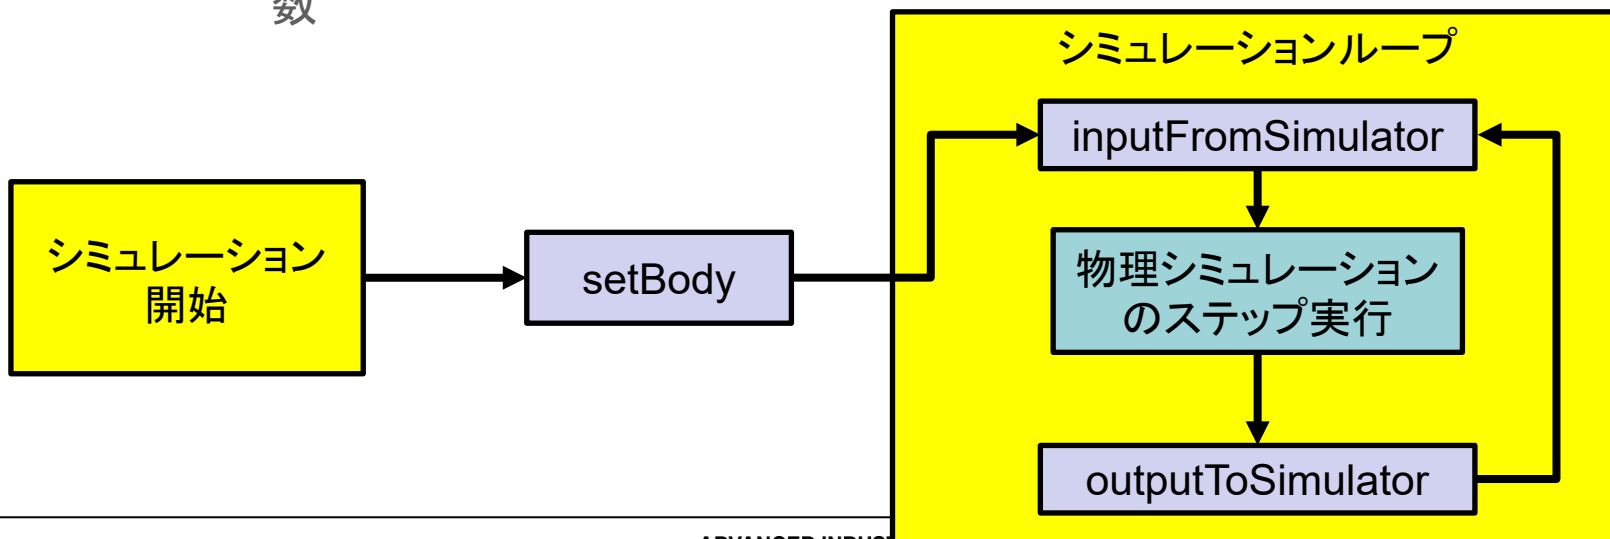 数
シミュレーションループ
inputFromSimulator
シミュレーション
開始
setBody
物理シミュレーション
のステップ実行
outputToSimulator
ADVANCED